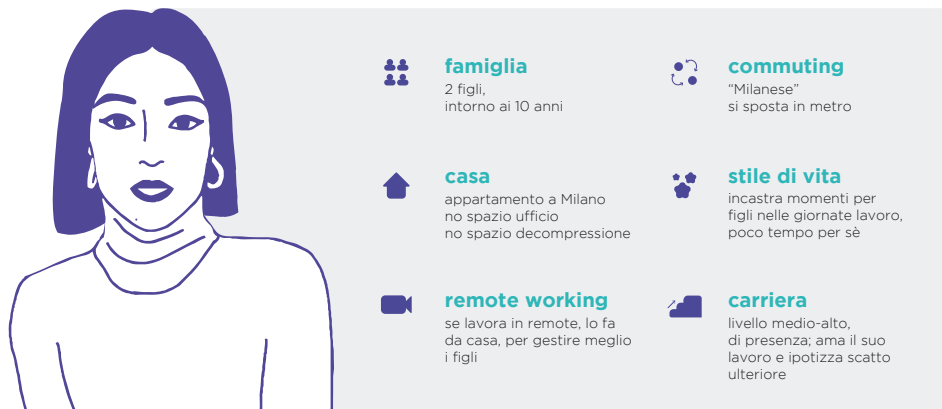 famiglia
2 figli,
intorno ai 10 anni
commuting
“Milanese”
si sposta in metro
casa
appartamento a Milano
no spazio ufficio
no spazio decompressione
stile di vita
incastra momenti per
figli nelle giornate lavoro,
poco tempo per sè
remote working
se lavora in remote, lo fa
da casa, per gestire meglio
i figli
carriera
livello medio-alto,
di presenza; ama il suo
lavoro e ipotizza scatto
ulteriore